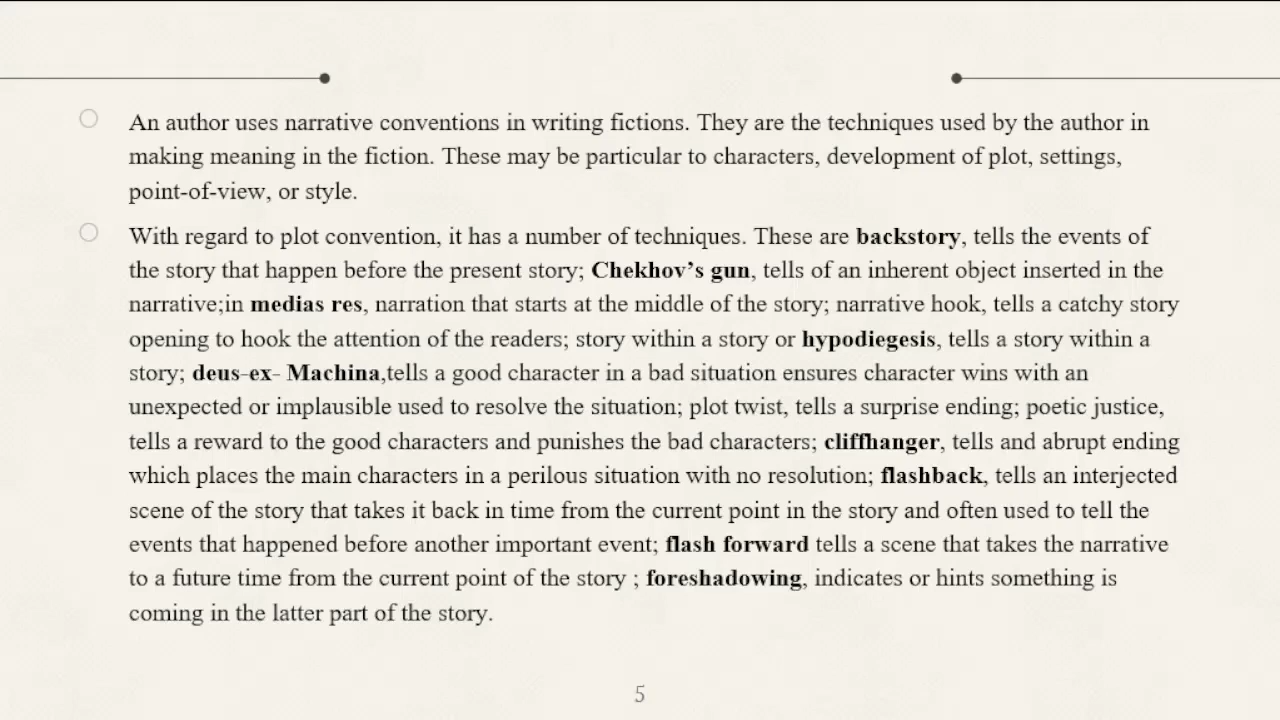 An author uses narrative conventions in writing fictions. They are the techniques used by the author in
making meaning in the fiction. These may be particular to characters, development of plot, settings,
point-of-view, or style.
With regard to plot convention, it has a number of techniques. These are backstory, tells the events of
the story that happen before the present story; Chekhov’s gun, tells of an inherent object inserted in the
narrative;in medias res, narration that starts at the middle of the story; narrative hook, tells a catchy story
opening to hook the attention of the readers; story within a story or hypodiegesis, tells a story within a
story; deus-ex- Machina,tells a good character in a bad situation ensures character wins with an
unexpected or implausible used to resolve the situation; plot twist, tells a surprise ending; poetic justice,
tells a reward to the good characters and punishes the bad characters; cliffhanger, tells and abrupt ending
which places the main characters in a perilous situation with no resolution; flashback, tells an interjected
scene of the story that takes it back in time from the current point in the story and often used to tell the
events that happened before another important event; flash forward tells a scene that takes the narrative
to a future time from the current point of the story ; foreshadowing, indicates or hints something is
coming in the latter part of the story.
5